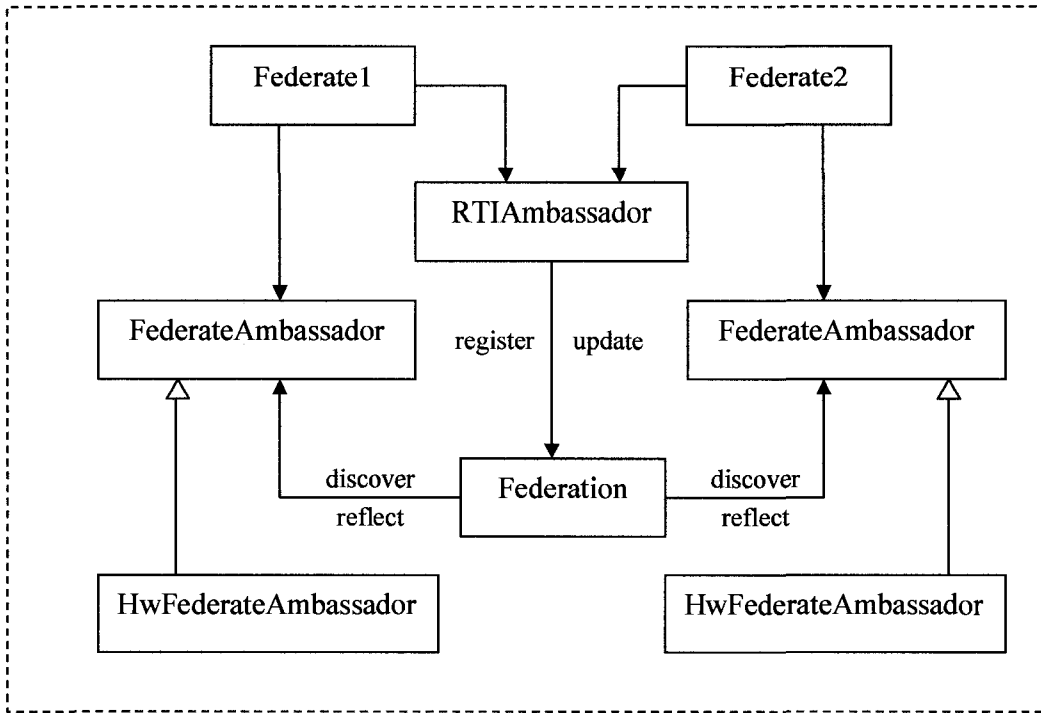 Federate1
Federate2
RTIAmbassador
FederateAmbassador
register
update
FederateAmbassador
discover
reflect
Federation
discover
reflect
HwFederateAmbassador
HwFederateAmbassador